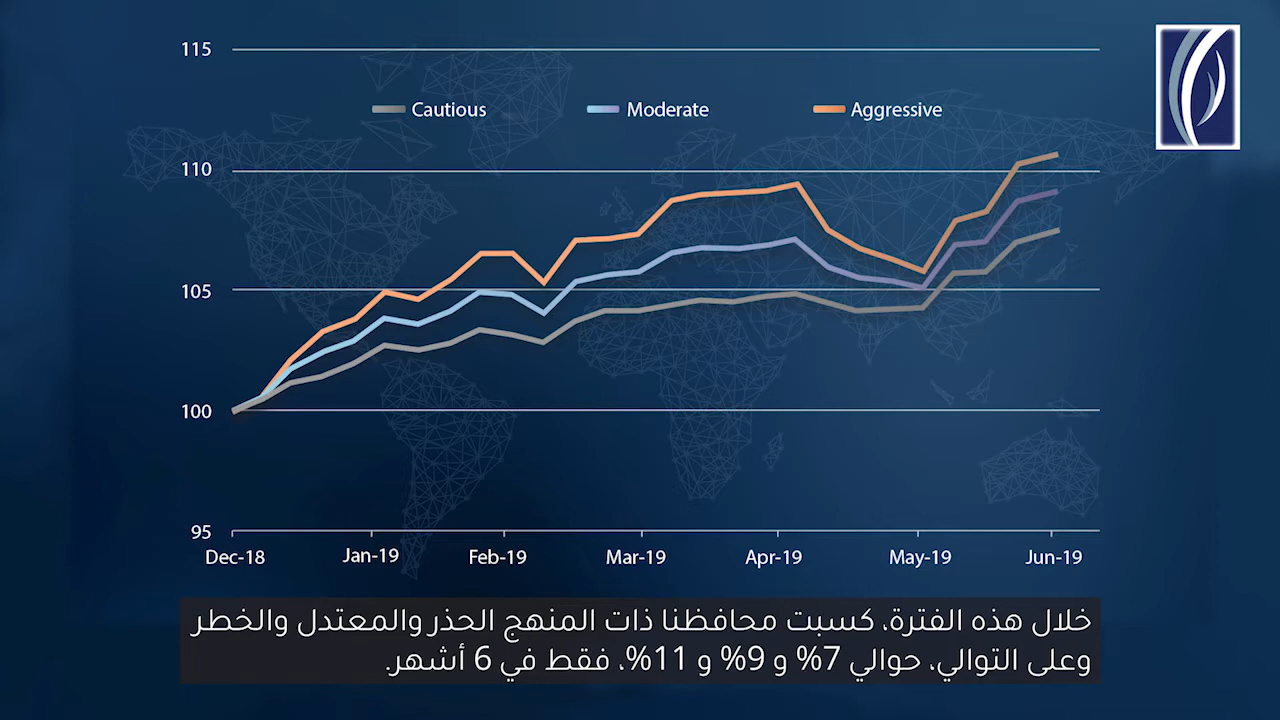 115
Cautious Moderate Aggressive
110
105
100
95
Dec-18 Jan-19 Feb-19 Mar-19 Apr-19 May-19 Jun-19
خلال هذه الفترة، كسبت محافظنا ذات المنهج الحذر والمعتدل والخطر
وعلى التوالي، حوالي 7% و 9% و 11%، فقط في 6 أشهر.